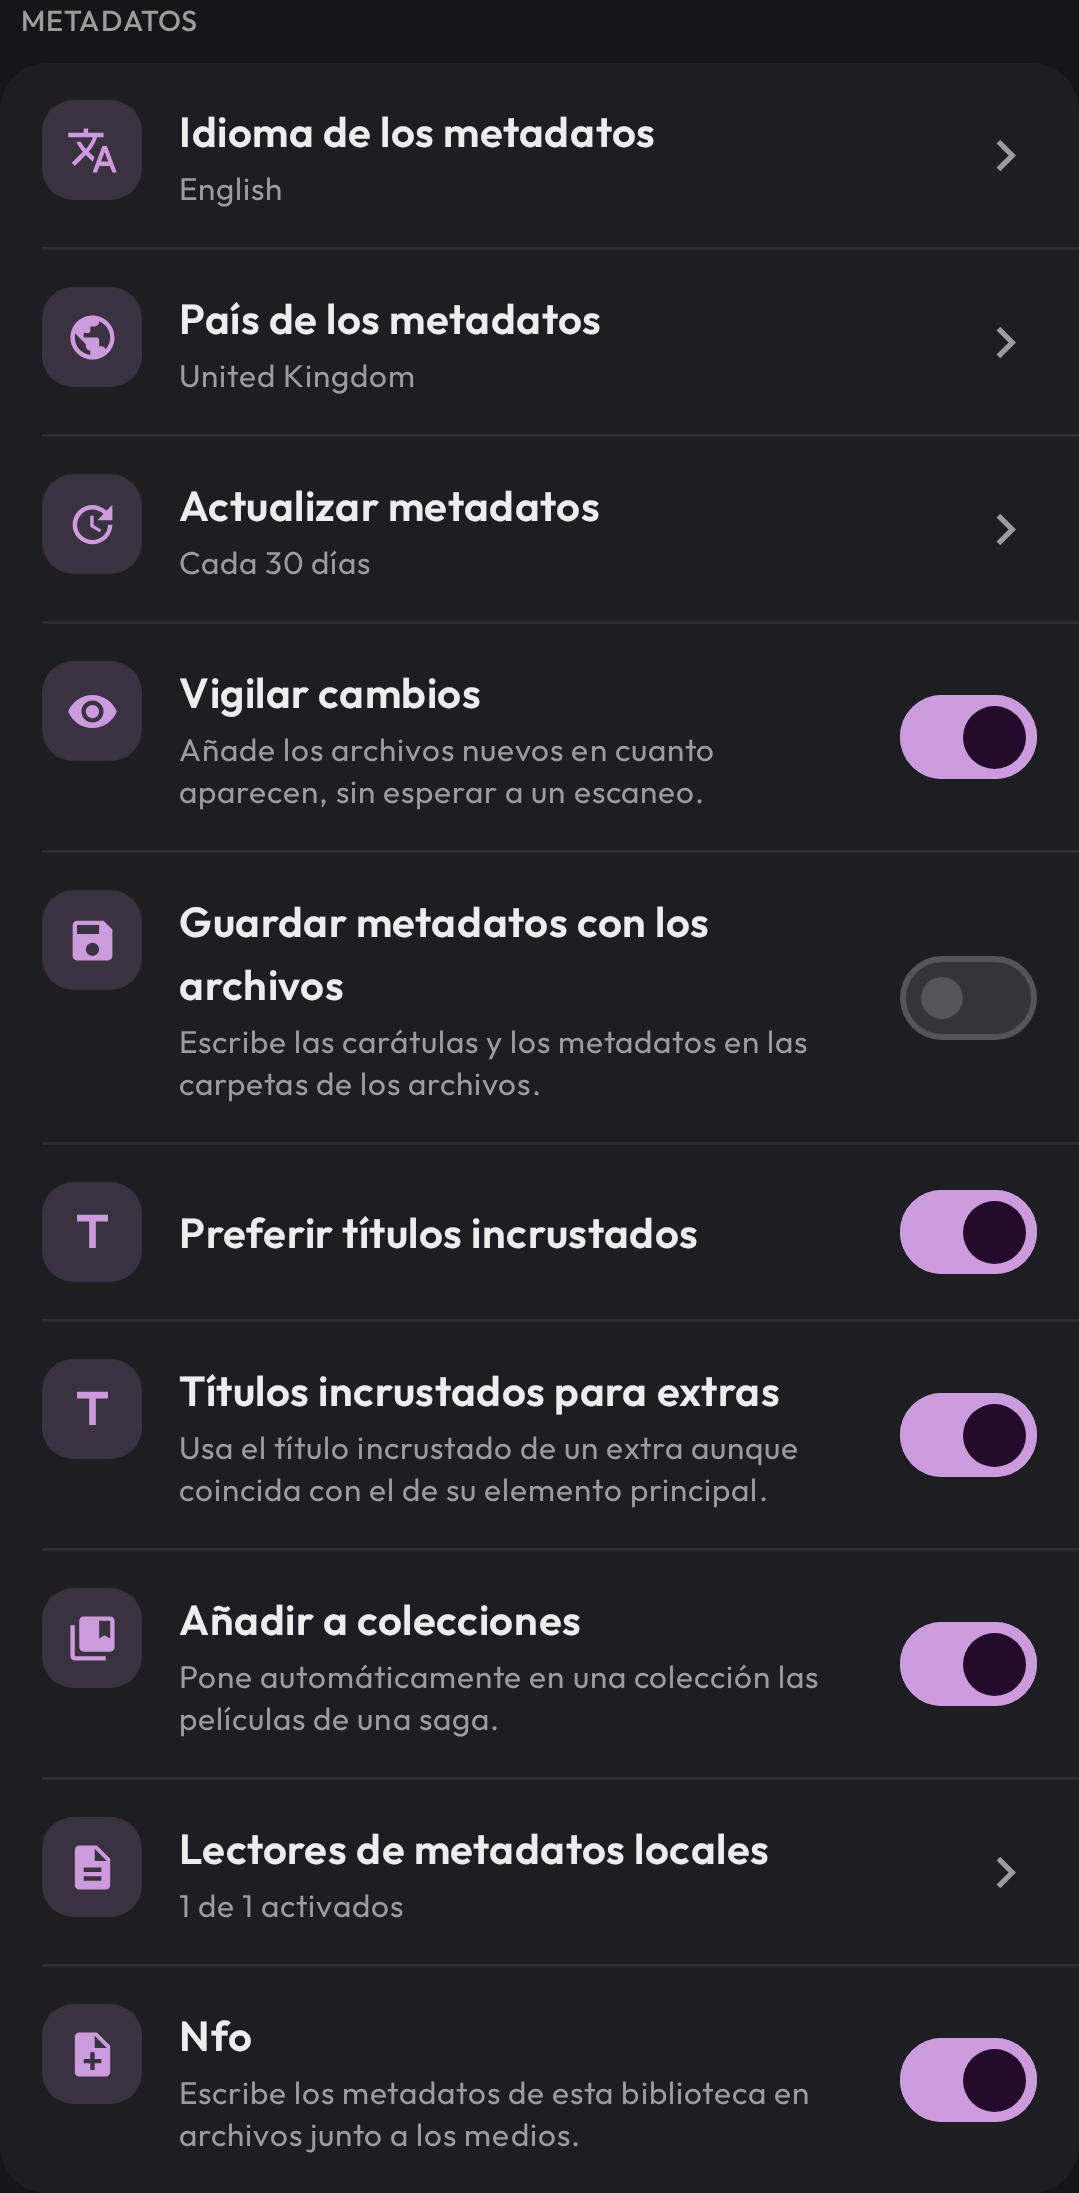 METADATOS
Idioma de los metadatos
English
País de los metadatos
United Kingdom
Actualizar metadatos
Cada 30 días
Vigilar cambios
Añade los archivos nuevos en cuanto
aparecen, sin esperar a un escaneo.
Guardar metadatos con los
archivos
Escribe las carátulas y los metadatos en las
carpetas de los archivos.
Preferir títulos incrustados
Títulos incrustados para extras
Usa el título incrustado de un extra aunque
coincida con el de su elemento principal.
Añadir a colecciones
Pone automáticamente en una colección las
películas de una saga.
Lectores de metadatos locales
1 de 1 activados
Nfo
Escribe los metadatos de esta biblioteca en
archivos junto a los medios.